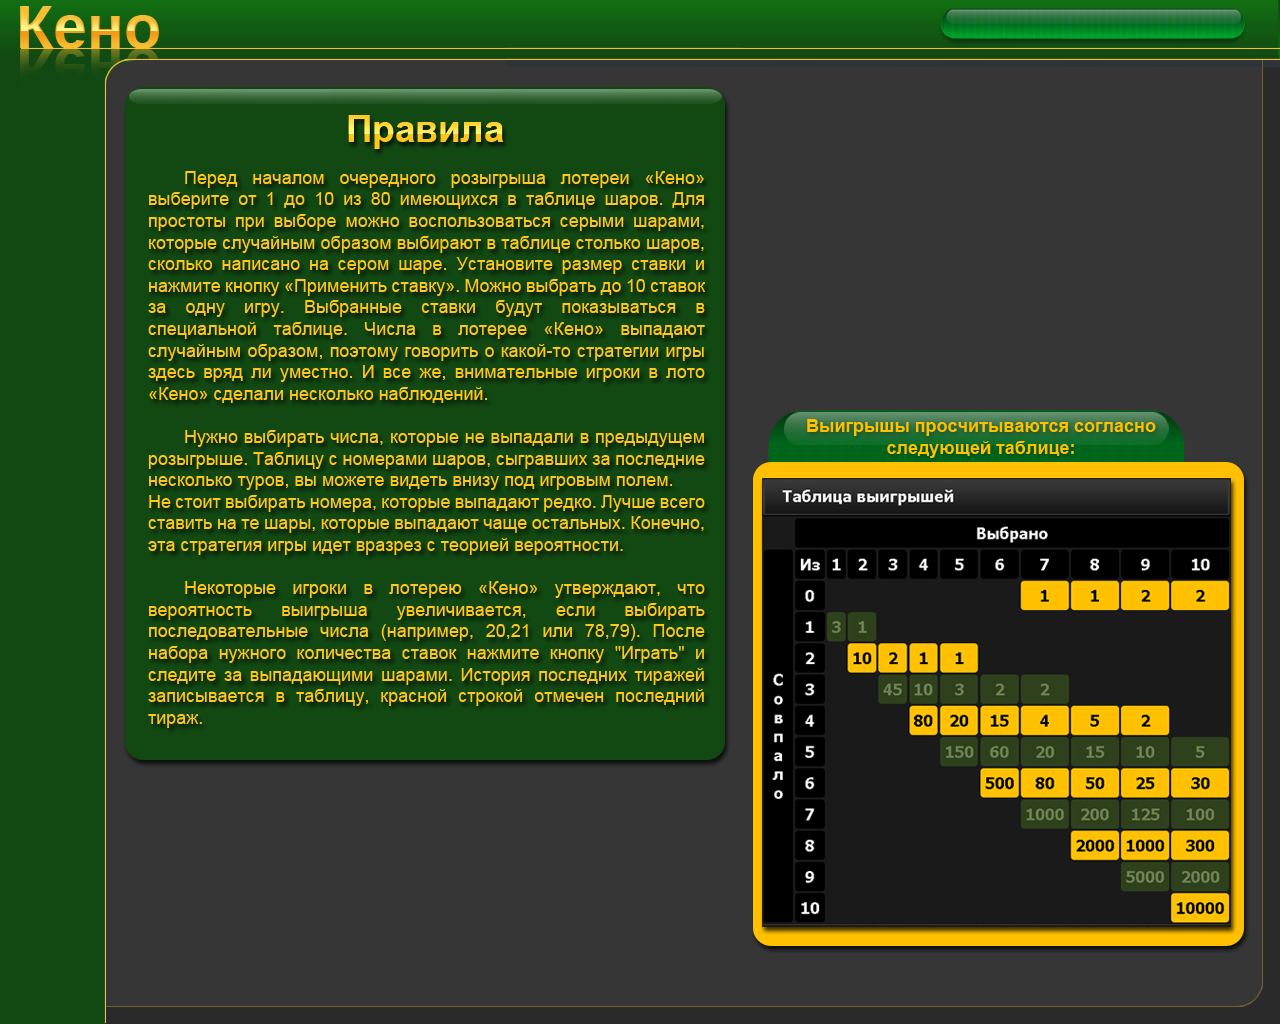 Кено
Правила
Перед началом очередного розыгрыша лотереи «Кено»
выберите от 1 до 10 из 80 имеющихся в таблице шаров. Для
простоты при выборе можно воспользоваться серыми шарами,
которые случайным образом выбирают в таблице столько шаров,
сколько написано на сером шаре. Установите размер ставки и
нажмите кнопку «Применить ставку». Можно выбрать до 10 ставок
за одну игру. Выбранные ставки будут показываться в
специальной таблице. Числа в лотерее «Кено» выпадают
случайным образом, поэтому говорить о какой-то стратегии игры
здесь вряд ли уместно. И все же, внимательные игроки в лото
«Кено» сделали несколько наблюдений.
Нужно выбирать числа, которые не выпадали в предыдущем
розыгрыше. Таблицу с номерами шаров, сыгравших за последние
несколько туров, вы можете видеть внизу под игровым полем.
Не стоит выбирать номера, которые выпадают редко. Лучше всего
ставить на те шары, которые выпадают чаще остальных. Конечно,
эта стратегия игры идет вразрез с теорией вероятности.
Некоторые игроки в лотерею «Кено» утверждают, что
вероятность выигрыша увеличивается, если выбирать
последовательные числа (например, 20,21 или 78,79). После
набора нужного количества ставок нажмите кнопку "Играть" и
следите за выпадающими шарами. История последних тиражей
записывается в таблицу, красной строкой отмечен последний
тираж.
Выигрышы просчитываются согласно
следующей таблице:
Таблица выигрышей
Выбрано
Из 1 2 3 4 5 6 7 8 9 10
Совпало
0 1 1 2 2
1 3 1
2 10 2 1 1
3 45 10 3 2 2
4 80 20 15 4 5 2
5 150 60 20 15 10 5
6 500 80 50 25 30
7 1000 200 125 100
8 2000 1000 300
9 5000 2000
10 10000